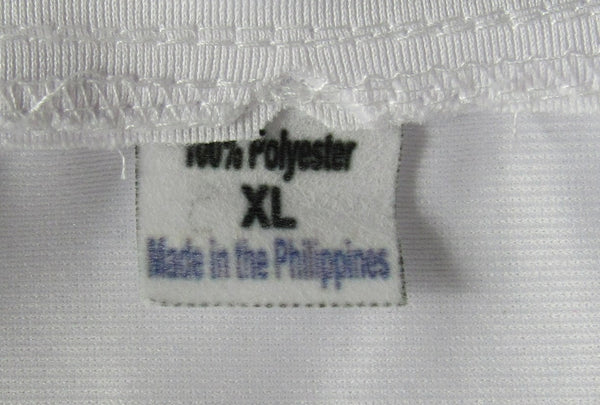 100% Polyester
XL
Made in the Philippines